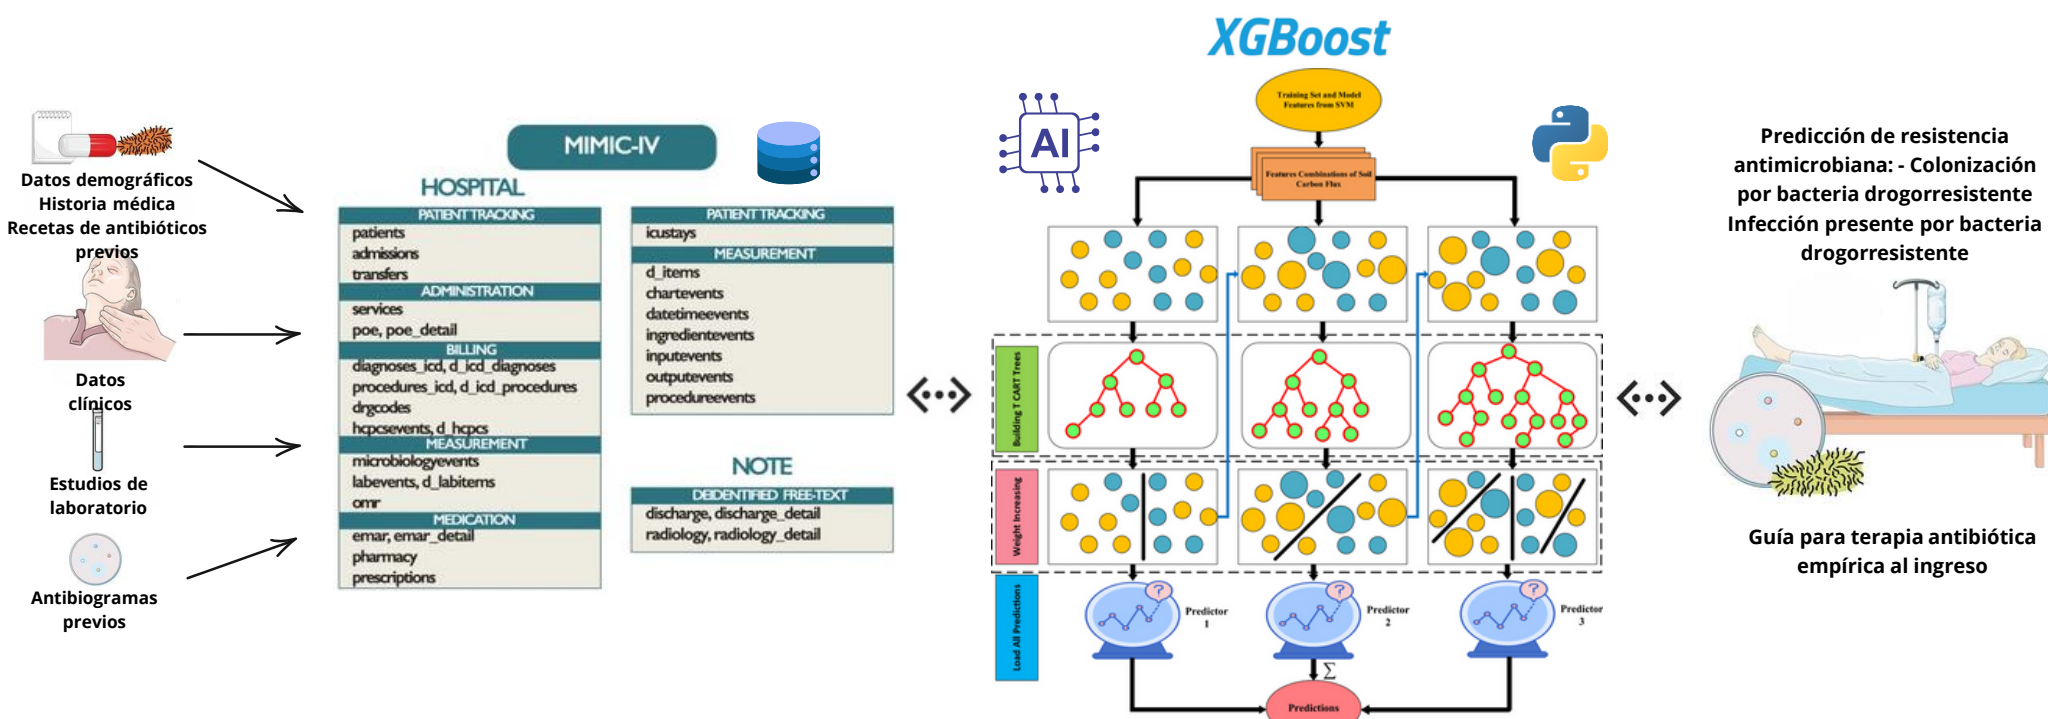 Datos demográficos
Historia médica
Recetas de antibióticos
previos
Datos
clínicos
Estudios de
laboratorio
Antibiogramas
previos
MIMIC-IV
HOSPITAL
PATIENT TRACKING
patients
admissions
transfers
ADMINISTRATION
services
poe, poe_detail
BILLING
diagnoses_icd, d_icd_diagnoses
procedures_icd, d_icd_procedures
drgcodes
hcpcsevents, d_hcpcs
MEASUREMENT
microbiologyevents
labevents, d_labitems
omr
MEDICATION
emar, emar_detail
pharmacy
prescriptions
PATIENT TRACKING
icustays
MEASUREMENT
d_items
chartevents
datetimeevents
ingredientevents
inputevents
outputevents
procedureevents
NOTE
DEIDENTIFIED FREE-TEXT
discharge, discharge_detail
radiology, radiology_detail
XGBoost
AI
Training Set and Model
Features from SVM
Features Combinations of Soil
Carbon Flux
Building T CART Trees
Weight Increasing
Load All Predictions
?
Predictor
1
?
Predictor
2
?
Predictor
3
∑
Predictions
Predicción de resistencia
antimicrobiana: - Colonización
por bacteria drogorresistente
Infección presente por bacteria
drogorresistente
Guía para terapia antibiótica
empírica al ingreso